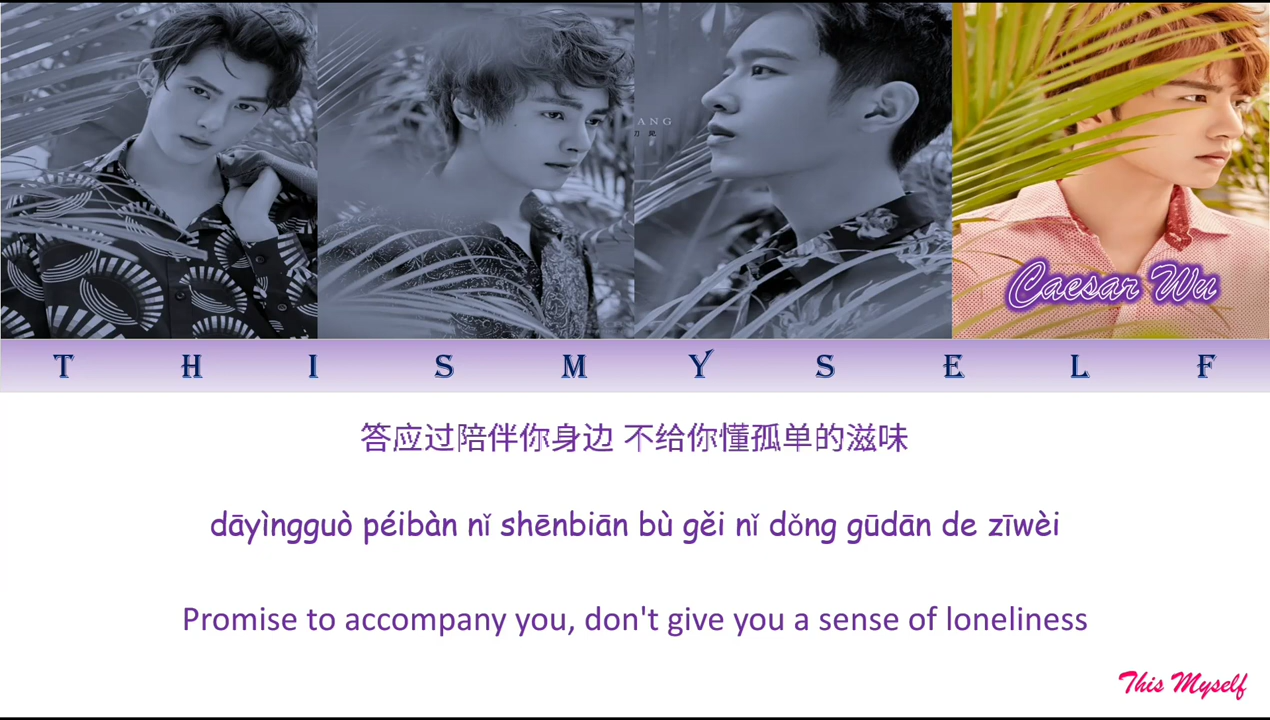 ANG
Caesar Wu
T H I S M Y S E L F
答应过陪伴你身边 不给你懂孤单的滋味
dāyìngguò péibàn nǐ shēnbiān bù gěi nǐ dǒng gūdān de zīwèi
Promise to accompany you, don't give you a sense of loneliness
This Myself